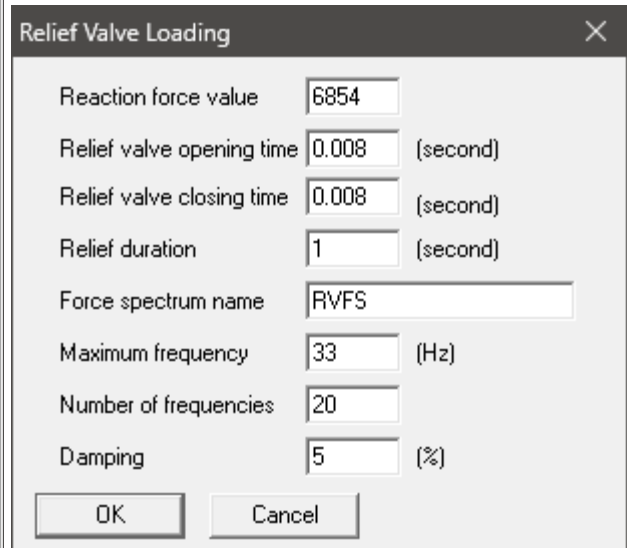 Relief Valve Loading
Reaction force value 6854
Relief valve opening time 0.008 (second)
Relief valve closing time 0.008 (second)
Relief duration 1 (second)
Force spectrum name RVFS
Maximum frequency 33 (Hz)
Number of frequencies 20
Damping 5 (%)
OK Cancel